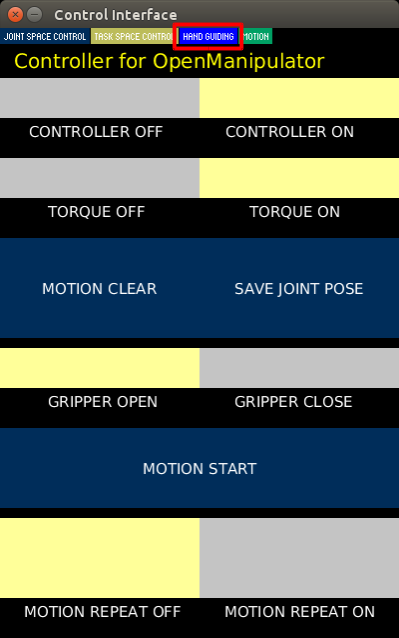 Control Interface
JOINT SPACE CONTROL TASK SPACE CONTRO HAND GUIDING MOTION
Controller for OpenManipulator
CONTROLLER OFF CONTROLLER ON
TORQUE OFF TORQUE ON
MOTION CLEAR SAVE JOINT POSE
GRIPPER OPEN GRIPPER CLOSE
MOTION START
MOTION REPEAT OFF MOTION REPEAT ON